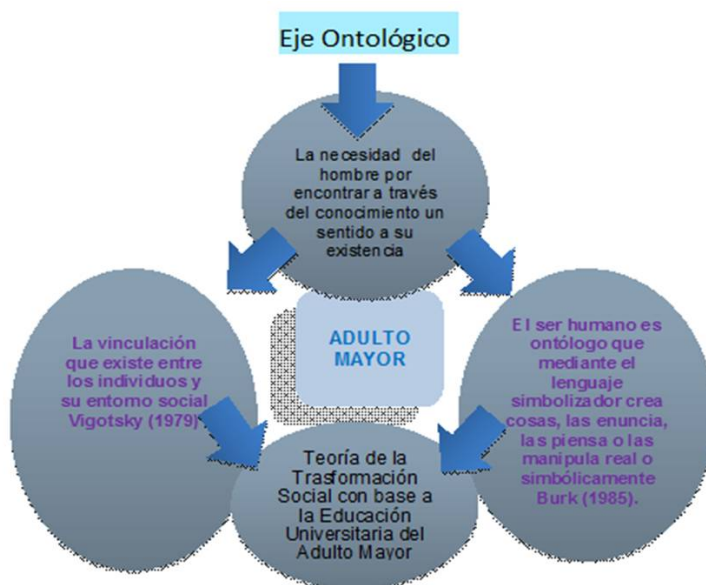 Eje Ontológico
La necesidad del
hombre por
encontrar a través
del conocimiento un
sentido a su
existencia
La vinculación
que existe entre
los individuos y
su entorno social
Vigotsky (1979)
ADULTO
MAYOR
El ser humano es
ontólogo que
mediante el
lenguaje
simbolizador crea
cosas, las enuncia,
las piensa o las
manipula real o
simbólicamente
Burk (1985).
Teoría de la
Trasformación
Social con base a
la Educación
Universitaria del
Adulto Mayor